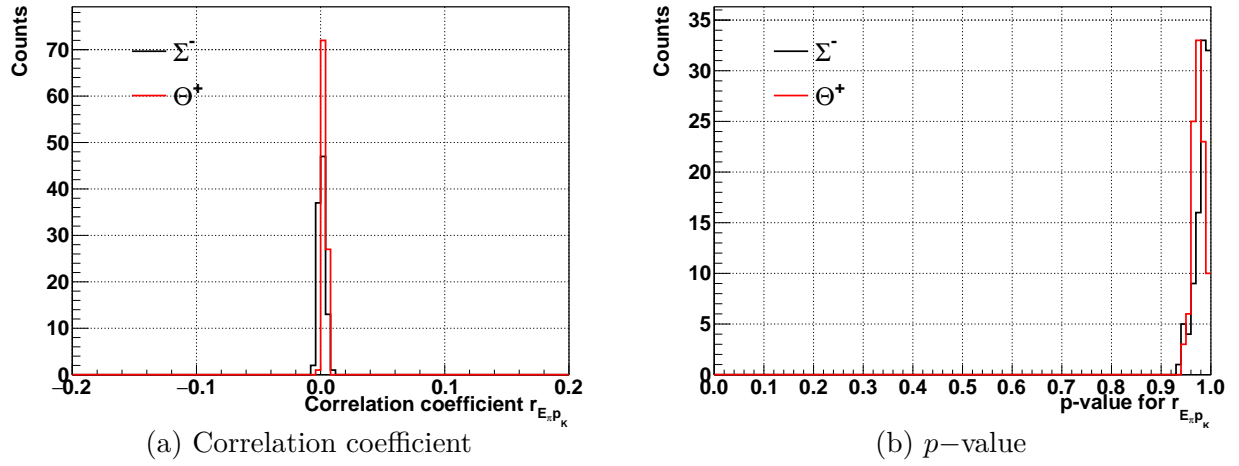 Counts
70
60
50
40
30
20
10
0
Σ⁻
Θ⁺
−0.2 −0.1 0.0 0.1 0.2
Correlation coefficient r_{E_π p_K}
(a) Correlation coefficient
Counts
35
30
25
20
15
10
5
0
Σ⁻
Θ⁺
0.0 0.1 0.2 0.3 0.4 0.5 0.6 0.7 0.8 0.9 1.0
p-value for r_{E_π p_K}
(b) p−value